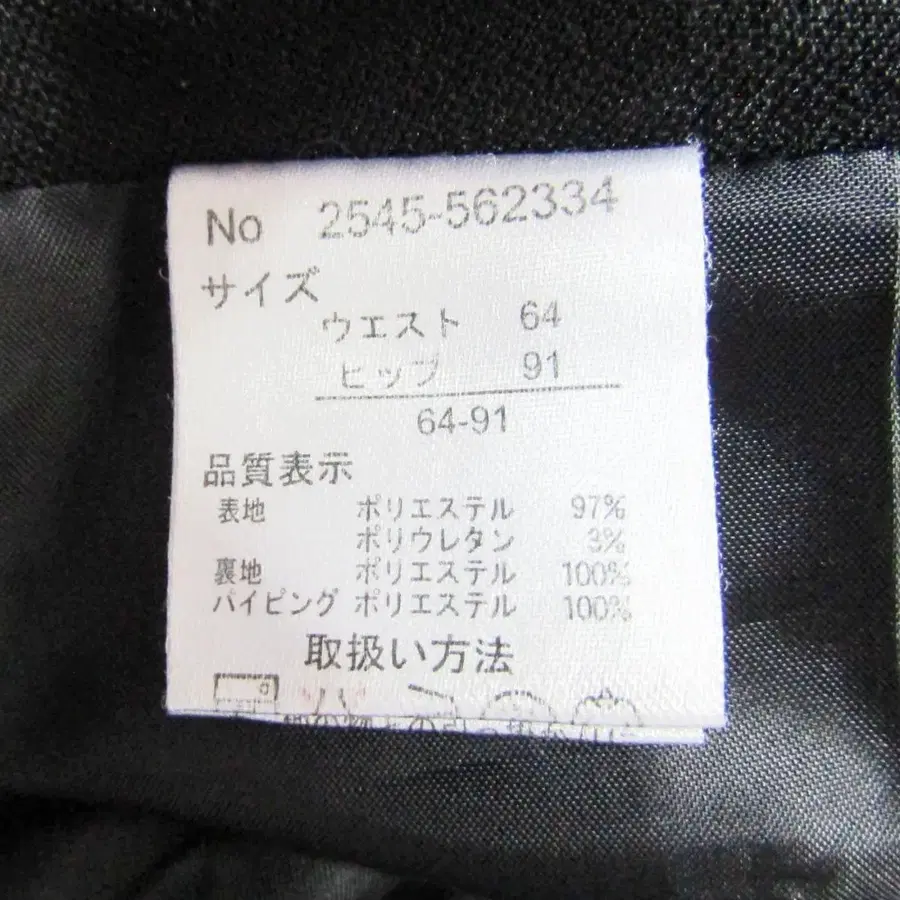 No 2545-562334
サイズ
ウエスト 64
ヒップ 91
64-91
品質表示
表地 ポリエステル 97%
ポリウレタン 3%
裏地 ポリエステル 100%
パイピング ポリエステル 100%
取扱い方法